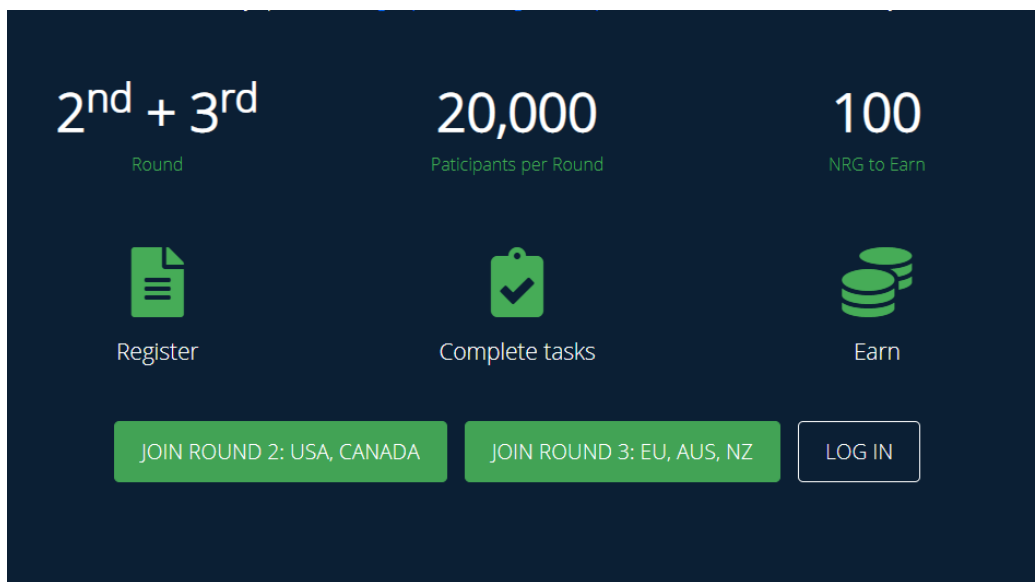 2nd + 3rd
Round
20,000
Paticipants per Round
100
NRG to Earn
Register
Complete tasks
Earn
JOIN ROUND 2: USA, CANADA
JOIN ROUND 3: EU, AUS, NZ
LOG IN